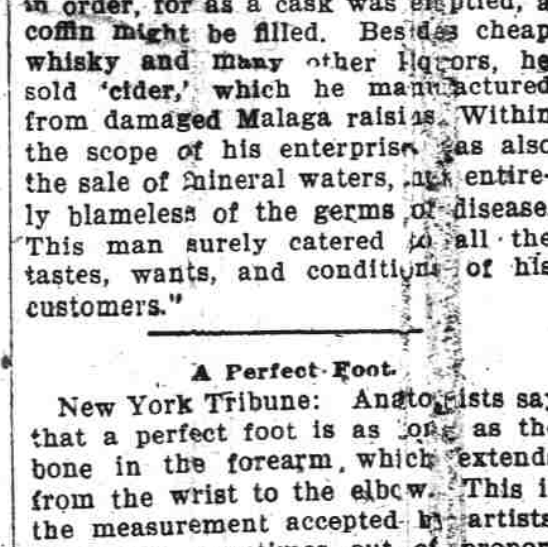 in order, for as a cask was emptied, a
coffin might be filled. Besides cheap
whisky and many other liquors, he
sold 'cider,' which he manufactured
from damaged Malaga raisins. Within
the scope of his enterprise was also
the sale of mineral waters, not entire-
ly blameless of the germs of disease
This man surely catered to all the
tastes, wants, and conditions of his
customers."
A Perfect Foot.
New York Tribune: Anatomists say
that a perfect foot is as long as the
bone in the forearm, which extends
from the wrist to the elbow. This i
the measurement accepted by artists
out of